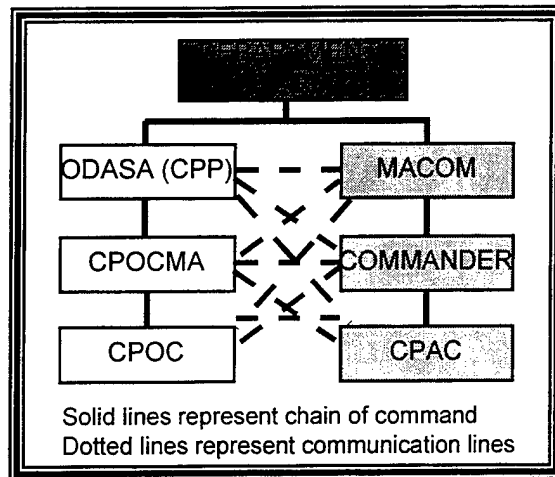 ODASA (CPP)
MACOM
CPOCMA
COMMANDER
CPOC
CPAC
Solid lines represent chain of command
Dotted lines represent communication lines